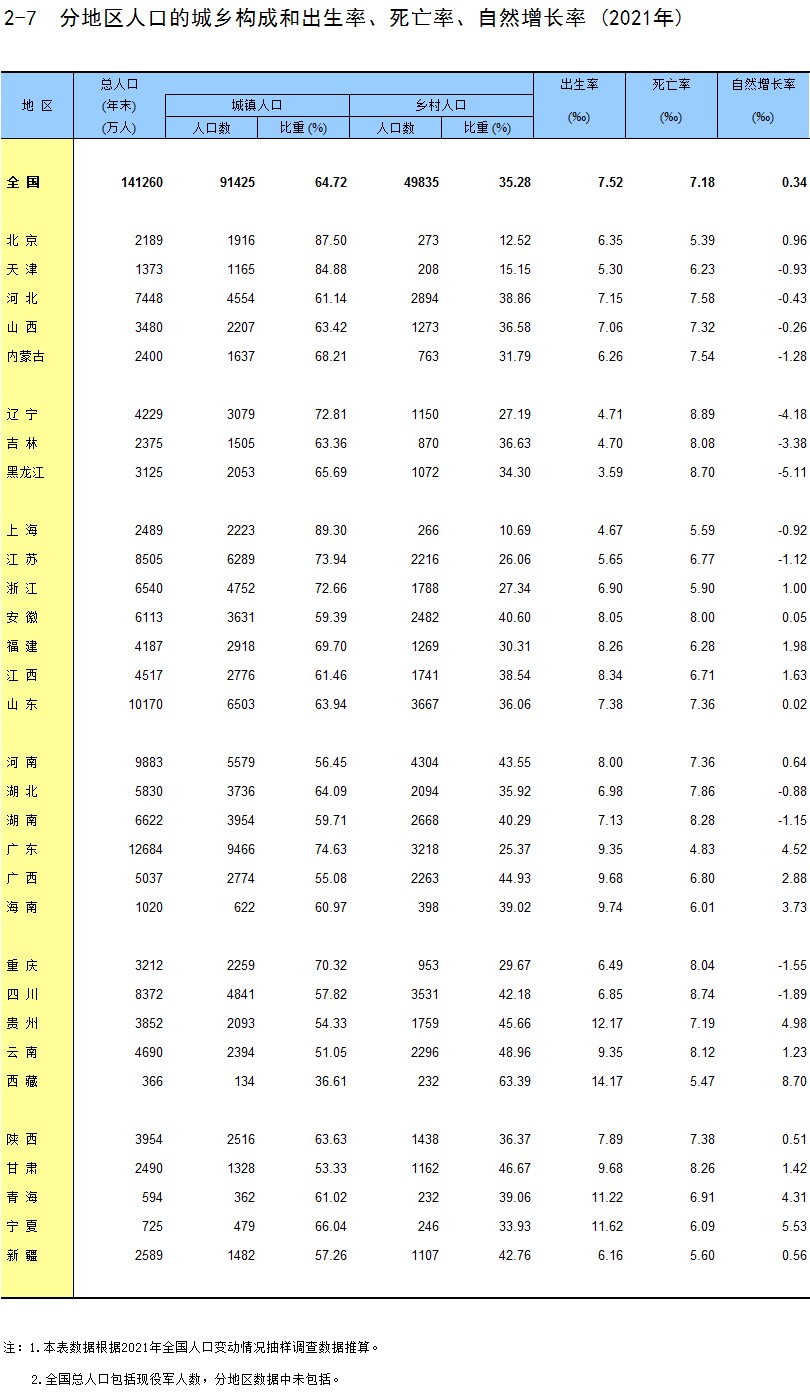 2-7 分地区人口的城乡构成和出生率、死亡率、自然增长率 (2021年)
地 区 总人口 (年末) (万人) 城镇人口 乡村人口 出生率 (‰) 死亡率 (‰) 自然增长率 (‰)
人口数 比重 (%) 人口数 比重 (%)
全 国 141260 91425 64.72 49835 35.28 7.52 7.18 0.34
北 京 2189 1916 87.50 273 12.52 6.35 5.39 0.96
天 津 1373 1165 84.88 208 15.15 5.30 6.23 -0.93
河 北 7448 4554 61.14 2894 38.86 7.15 7.58 -0.43
山 西 3480 2207 63.42 1273 36.58 7.06 7.32 -0.26
内蒙古 2400 1637 68.21 763 31.79 6.26 7.54 -1.28
辽 宁 4229 3079 72.81 1150 27.19 4.71 8.89 -4.18
吉 林 2375 1505 63.36 870 36.63 4.70 8.08 -3.38
黑龙江 3125 2053 65.69 1072 34.30 3.59 8.70 -5.11
上 海 2489 2223 89.30 266 10.69 4.67 5.59 -0.92
江 苏 8505 6289 73.94 2216 26.06 5.65 6.77 -1.12
浙 江 6540 4752 72.66 1788 27.34 6.90 5.90 1.00
安 徽 6113 3631 59.39 2482 40.60 8.05 8.00 0.05
福 建 4187 2918 69.70 1269 30.31 8.26 6.28 1.98
江 西 4517 2776 61.46 1741 38.54 8.34 6.71 1.63
山 东 10170 6503 63.94 3667 36.06 7.38 7.36 0.02
河 南 9883 5579 56.45 4304 43.55 8.00 7.36 0.64
湖 北 5830 3736 64.09 2094 35.92 6.98 7.86 -0.88
湖 南 6622 3954 59.71 2668 40.29 7.13 8.28 -1.15
广 东 12684 9466 74.63 3218 25.37 9.35 4.83 4.52
广 西 5037 2774 55.08 2263 44.93 9.68 6.80 2.88
海 南 1020 622 60.97 398 39.02 9.74 6.01 3.73
重 庆 3212 2259 70.32 953 29.67 6.49 8.04 -1.55
四 川 8372 4841 57.82 3531 42.18 6.85 8.74 -1.89
贵 州 3852 2093 54.33 1759 45.66 12.17 7.19 4.98
云 南 4690 2394 51.05 2296 48.96 9.35 8.12 1.23
西 藏 366 134 36.61 232 63.39 14.17 5.47 8.70
陕 西 3954 2516 63.63 1438 36.37 7.89 7.38 0.51
甘 肃 2490 1328 53.33 1162 46.67 9.68 8.26 1.42
青 海 594 362 61.02 232 39.06 11.22 6.91 4.31
宁 夏 725 479 66.04 246 33.93 11.62 6.09 5.53
新 疆 2589 1482 57.26 1107 42.76 6.16 5.60 0.56
注：1.本表数据根据2021年全国人口变动情况抽样调查数据推算。
2.全国总人口包括现役军人数，分地区数据中未包括。